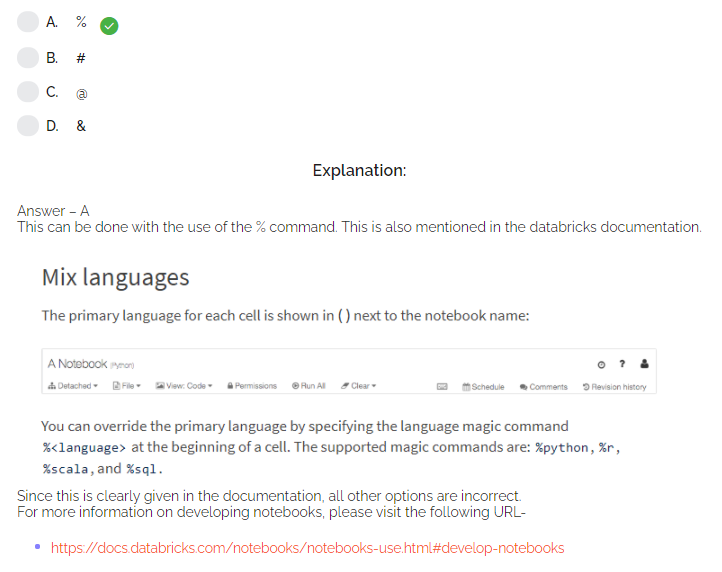 A. %
B. #
C. @
D. &
Explanation:
Answer – A
This can be done with the use of the % command. This is also mentioned in the databricks documentation.
Mix languages
The primary language for each cell is shown in () next to the notebook name:
A Notebook (Python)
Detached File View: Code Permissions Run All Clear Schedule Comments Revision history
You can override the primary language by specifying the language magic command
%<language> at the beginning of a cell. The supported magic commands are: %python, %r,
%scala, and %sql.
Since this is clearly given in the documentation, all other options are incorrect.
For more information on developing notebooks, please visit the following URL-
https://docs.databricks.com/notebooks/notebooks-use.html#develop-notebooks